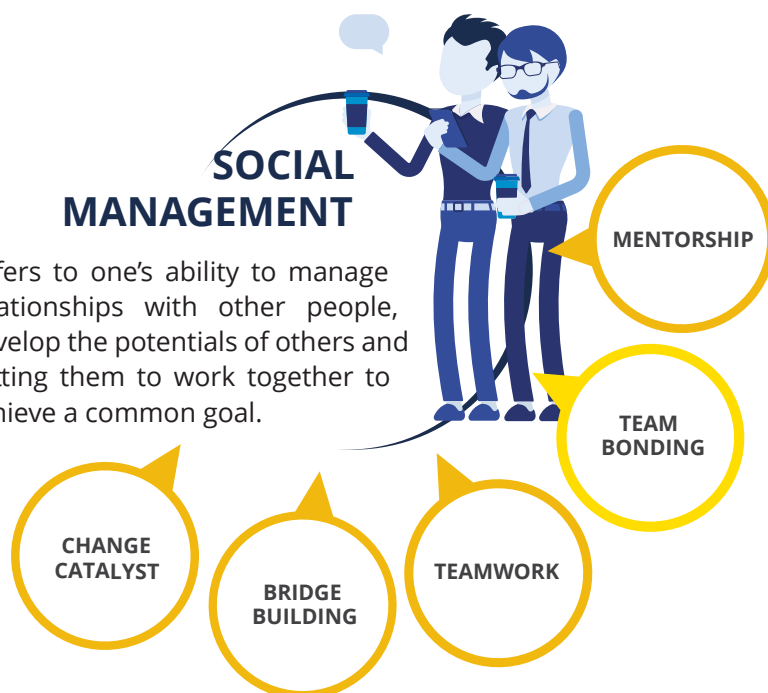 SOCIAL
MANAGEMENT
fers to one’s ability to manage
ationships with other people,
velop the potentials of others and
ting them to work together to
hieve a common goal.
MENTORSHIP
TEAM
BONDING
TEAMWORK
BRIDGE
BUILDING
CHANGE
CATALYST